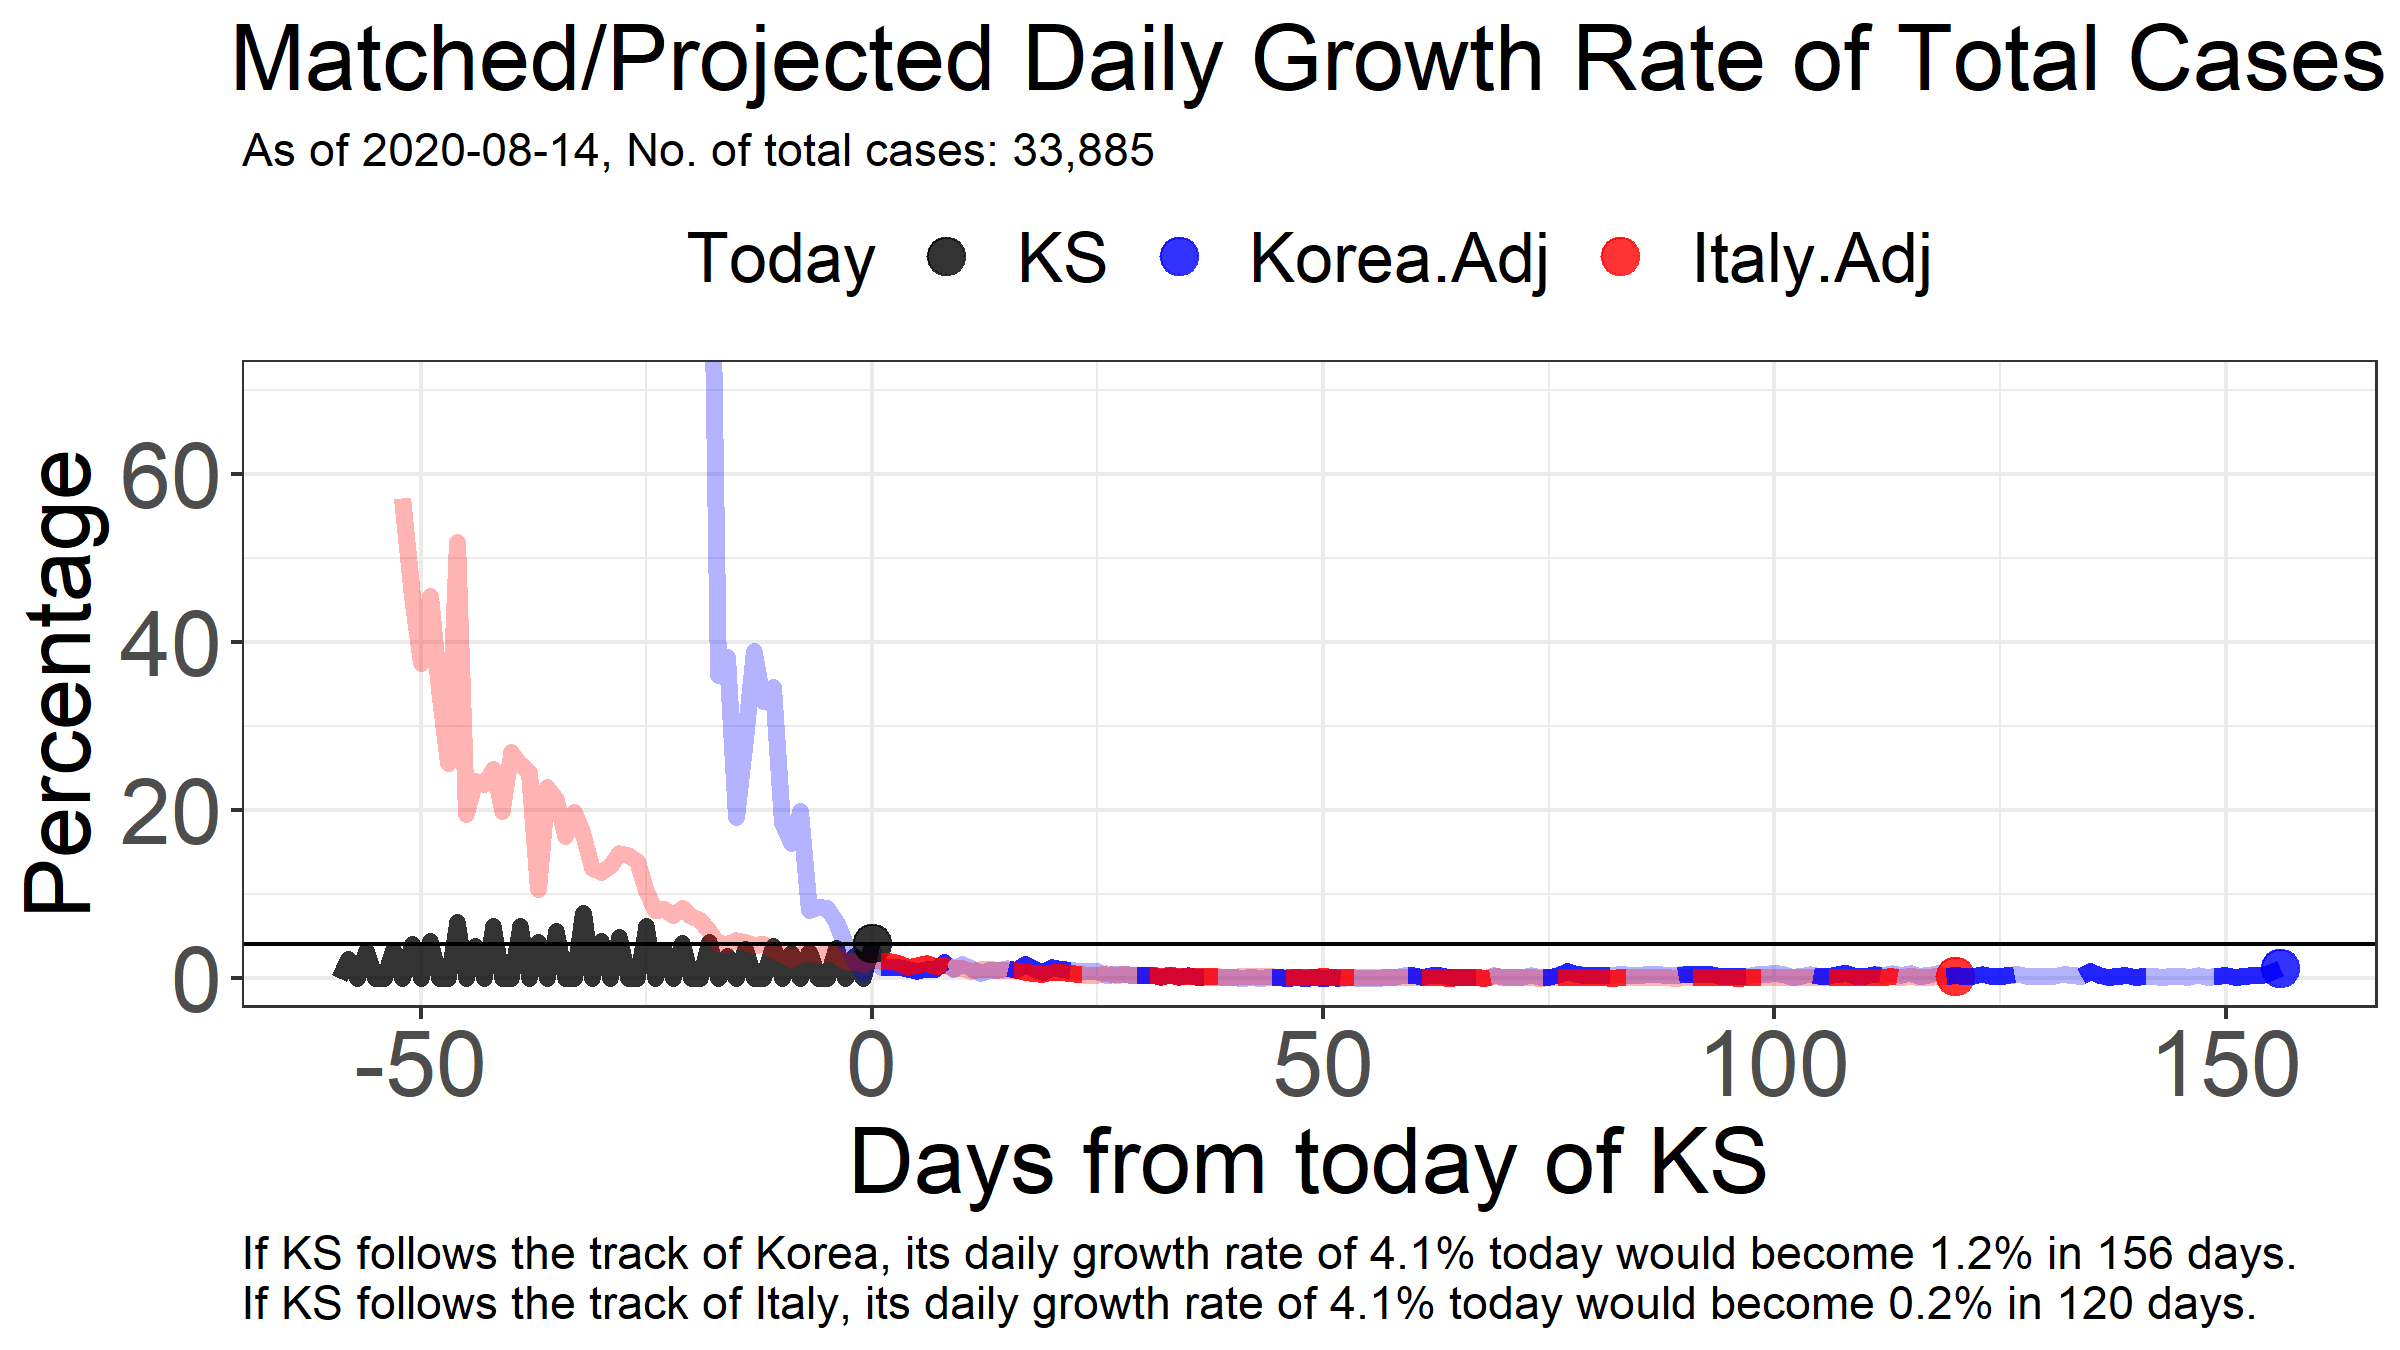 Matched/Projected Daily Growth Rate of Total Cases
As of 2020-08-14, No. of total cases: 33,885
Today KS Korea.Adj Italy.Adj
Percentage
60
40
20
0
-50 0 50 100 150
Days from today of KS
If KS follows the track of Korea, its daily growth rate of 4.1% today would become 1.2% in 156 days.
If KS follows the track of Italy, its daily growth rate of 4.1% today would become 0.2% in 120 days.